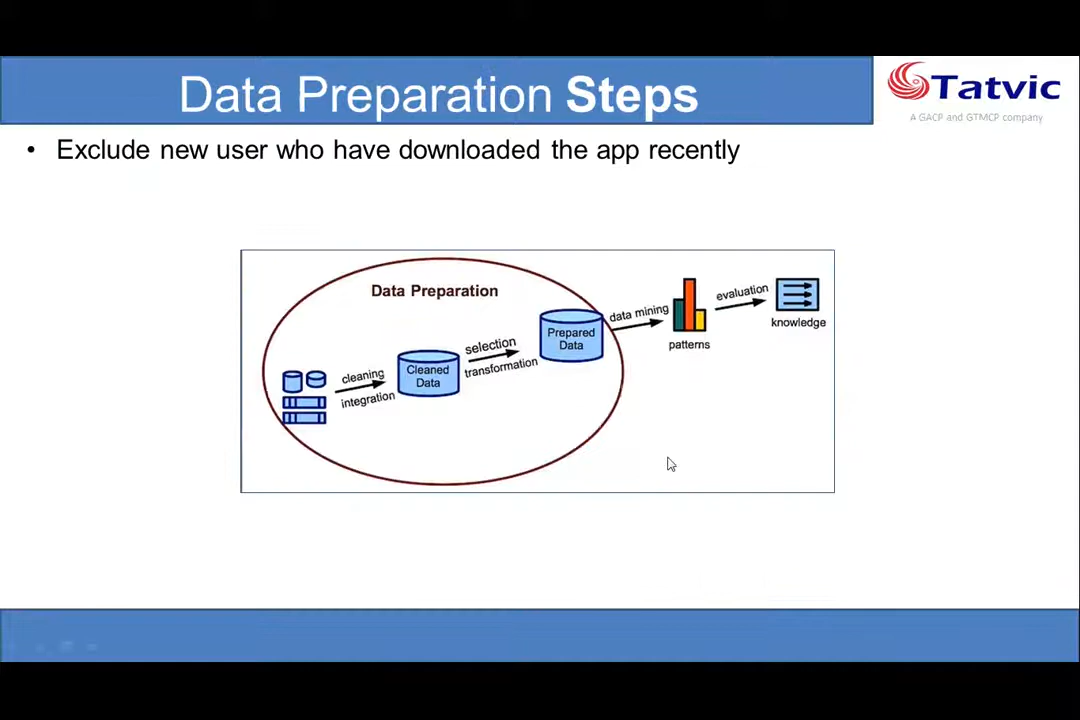 Data Preparation Steps
Tatvic
A GACP and GTMCP company
• Exclude new user who have downloaded the app recently
Data Preparation
cleaning
integration
Cleaned
Data
selection
transformation
Prepared
Data
data mining
patterns
evaluation
knowledge